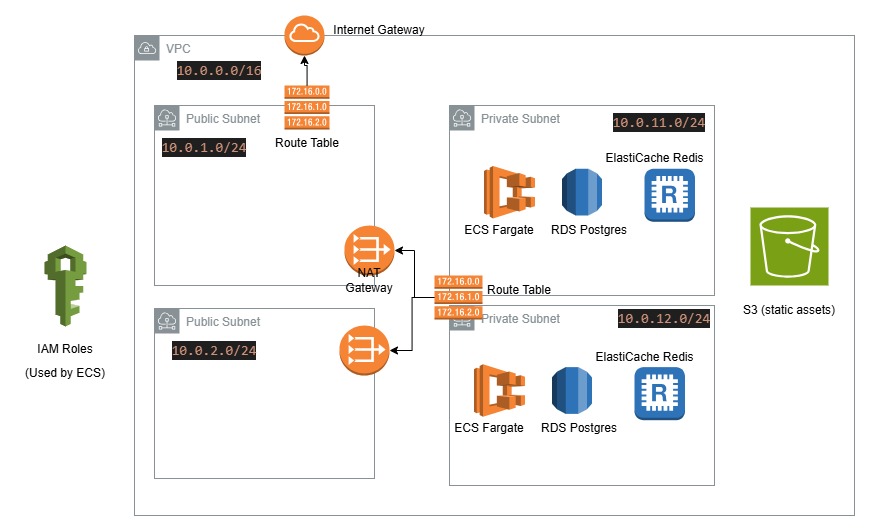 Internet Gateway
VPC
10.0.0.0/16
172.16.0.0
172.16.1.0
172.16.2.0
Route Table
Public Subnet
10.0.1.0/24
NAT
Gateway
Public Subnet
10.0.2.0/24
Private Subnet
10.0.11.0/24
ElastiCache Redis
R
ECS Fargate
RDS Postgres
172.16.0.0
172.16.1.0
172.16.2.0
Route Table
Private Subnet
10.0.12.0/24
ElastiCache Redis
R
ECS Fargate
RDS Postgres
S3 (static assets)
IAM Roles
(Used by ECS)